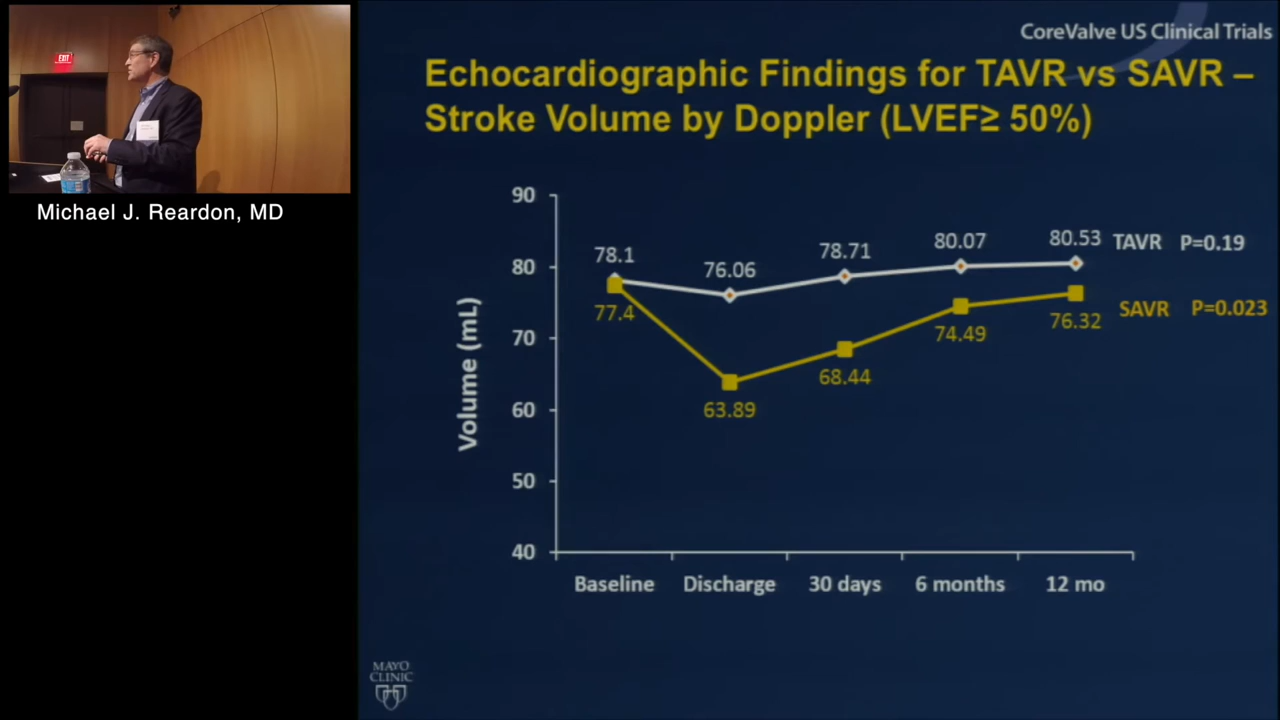 EXIT
Michael J. Reardon, MD
CoreValve US Clinical Trials
Echocardiographic Findings for TAVR vs SAVR –
Stroke Volume by Doppler (LVEF≥ 50%)
Volume (mL)
90
80
70
60
50
40
78.1
76.06
78.71
80.07
80.53
TAVR P=0.19
77.4
63.89
68.44
74.49
76.32
SAVR P=0.023
Baseline
Discharge
30 days
6 months
12 mo
MAYO
CLINIC